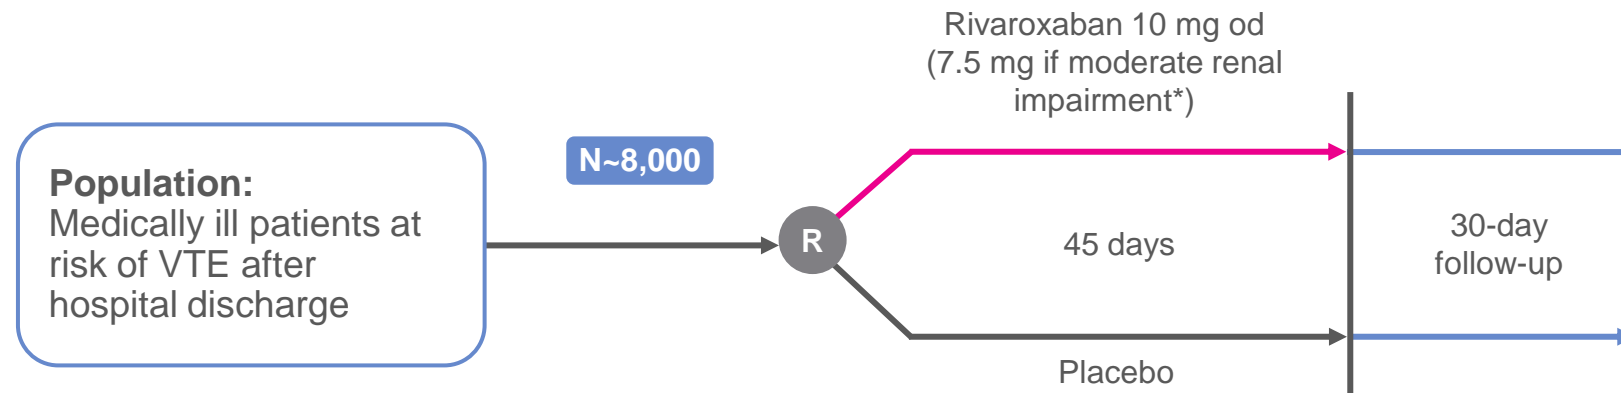 Rivaroxaban 10 mg od
(7.5 mg if moderate renal
impairment*)
N~8,000
Population:
Medically ill patients at
risk of VTE after
hospital discharge
R
45 days
30-day
follow-up
Placebo